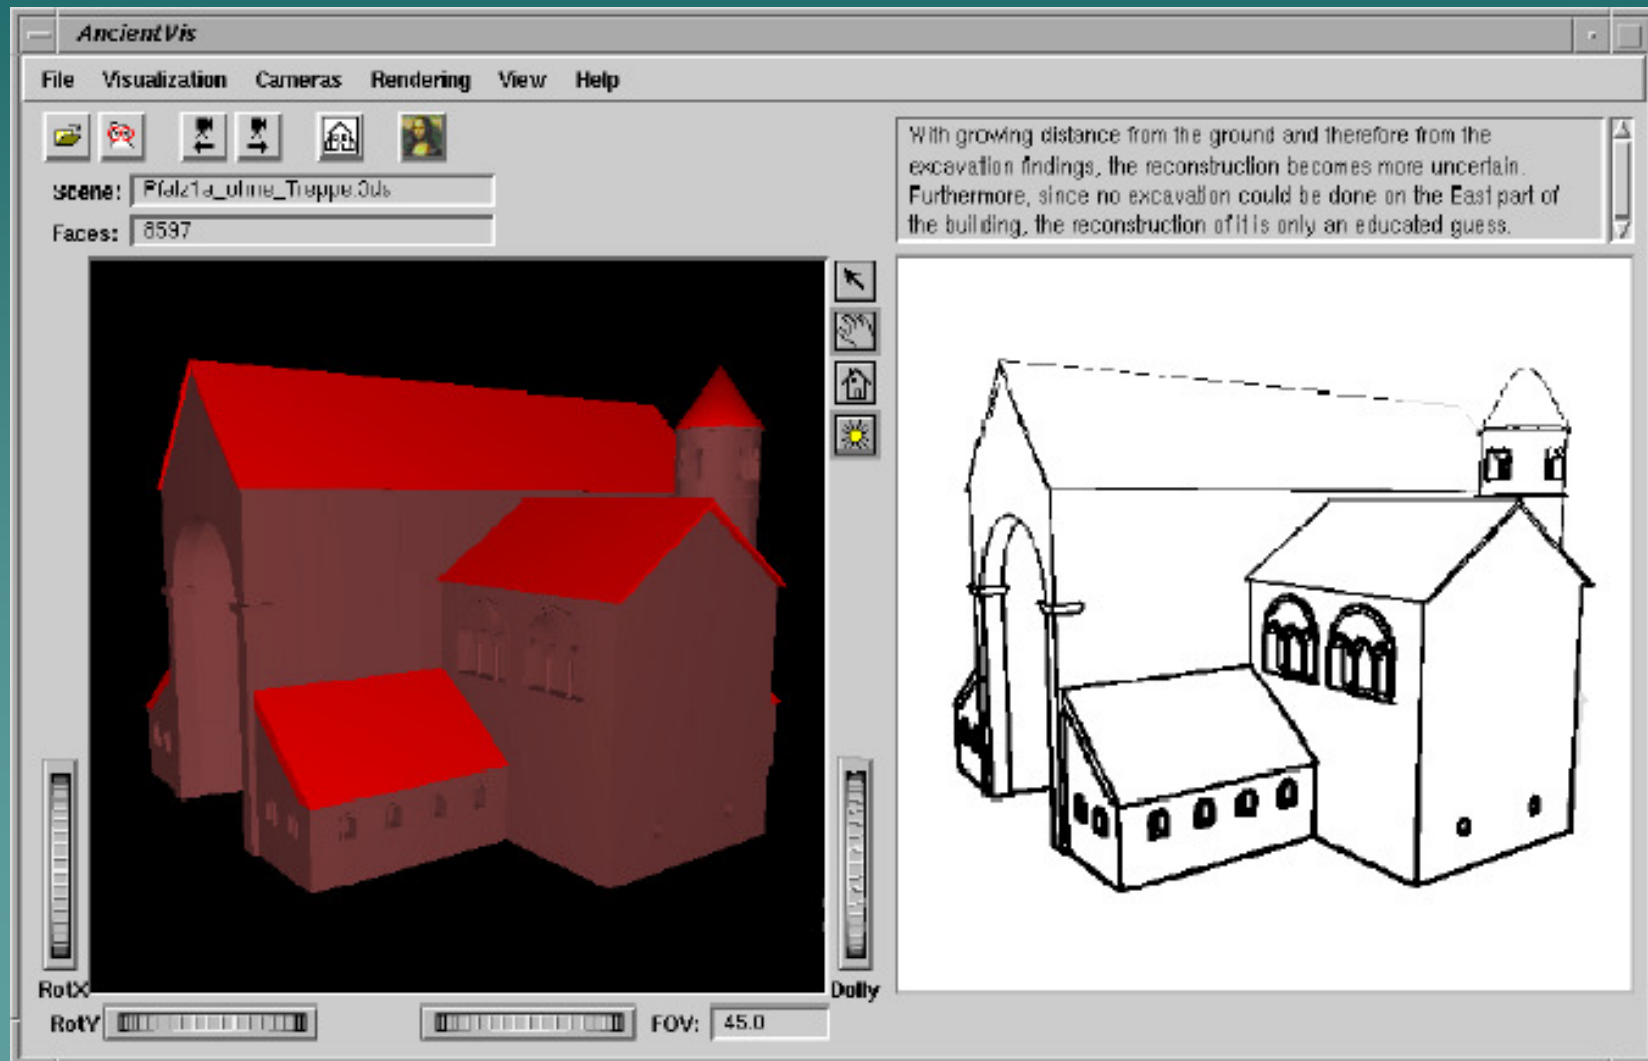 AncientVis
File Visualization Cameras Rendering View Help
Scene: Pfalz1a_ohne_Treppe.3ds
Faces: 8597
With growing distance from the ground and therefore from the
excavation findings, the reconstruction becomes more uncertain.
Furthermore, since no excavation could be done on the East part of
the building, the reconstruction of it is only an educated guess.
RotX
Dolly
RotY FOV: 45.0